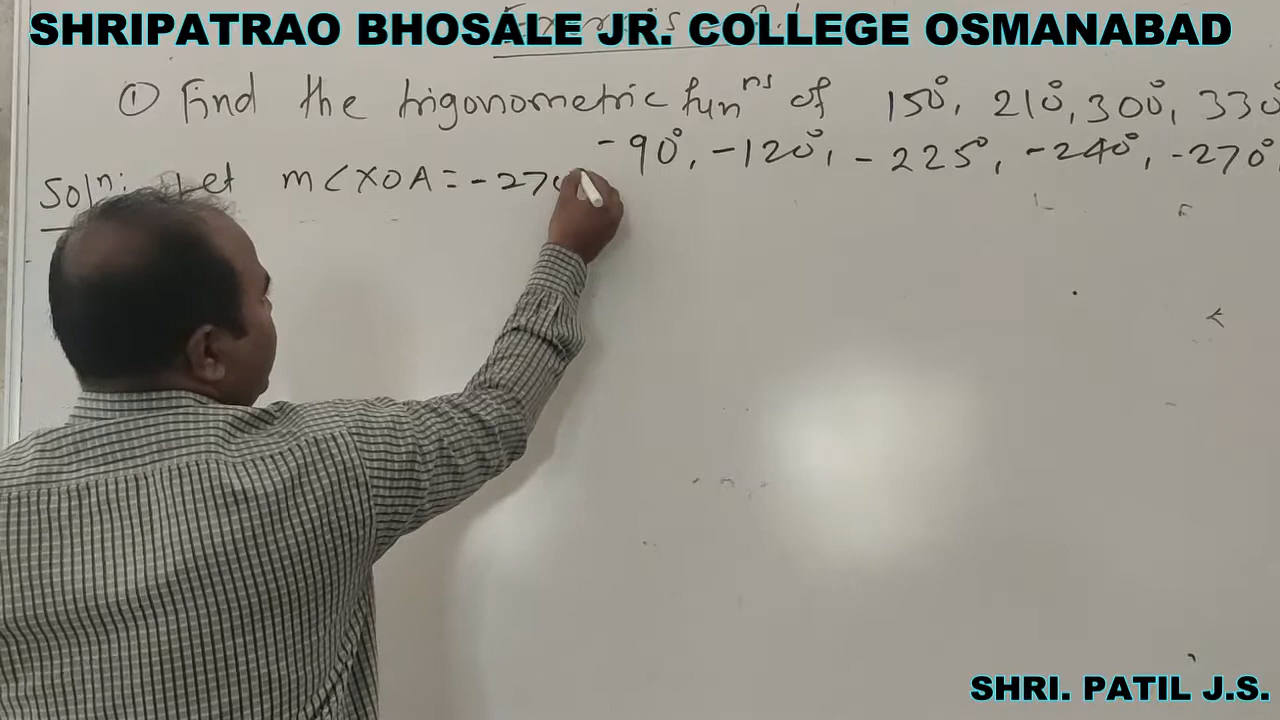 SHRIPATRAO BHOSALE JR. COLLEGE OSMANABAD
① Find the trigonometric funⁿˢ of 150°, 210°, 300°, 330°
-90°, -120°, -225°, -240°, -270°,
Solⁿ: Let m<XOA = -270
SHRI. PATIL J.S.